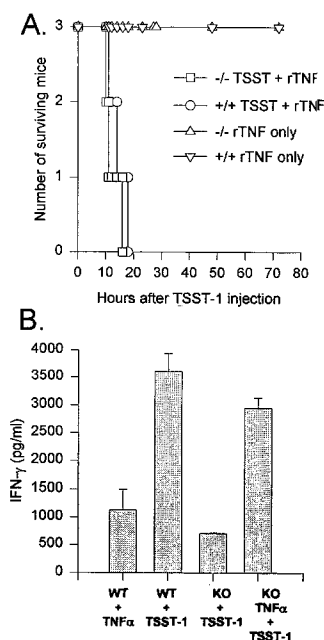 A.
Number of surviving mice
3
2
1
0
-/- TSST + rTNF
+/+ TSST + rTNF
-/- rTNF only
+/+ rTNF only
0 10 20 30 40 50 60 70 80
Hours after TSST-1 injection
B.
IFN-γ (pg/ml)
4000
3500
3000
2500
2000
1500
1000
500
0
WT
+
TNFα
WT
+
TSST-1
KO
+
TSST-1
KO
TNFα
+
TSST-1